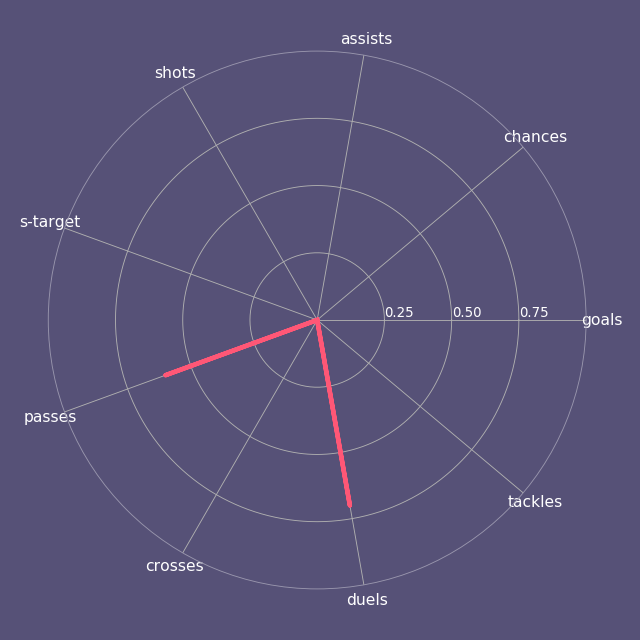 assists
shots
chances
s-target
0.25
0.50
0.75
goals
passes
tackles
crosses
duels